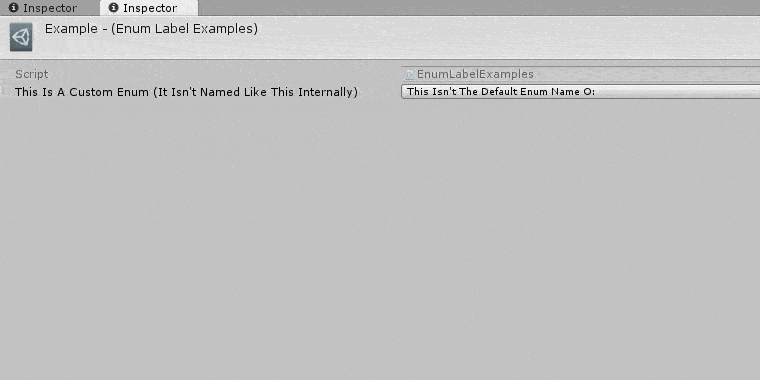 Inspector Inspector
Example - (Enum Label Examples)
Script EnumLabelExamples
This Is A Custom Enum (It Isn't Named Like This Internally) This Isn't The Default Enum Name O: